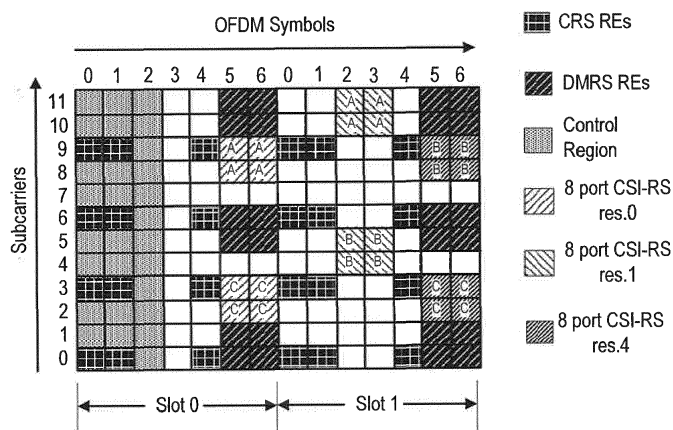 OFDM Symbols
0 1 2 3 4 5 6 0 1 2 3 4 5 6
Subcarriers
11 A A
10 A A
9 A A B B
8 A A B B
7
6
5 B B
4 B B
3 C C C C
2 C C C C
1
0
Slot 0 Slot 1
CRS REs
DMRS REs
Control
Region
8 port CSI-RS
res.0
8 port CSI-RS
res.1
8 port CSI-RS
res.4